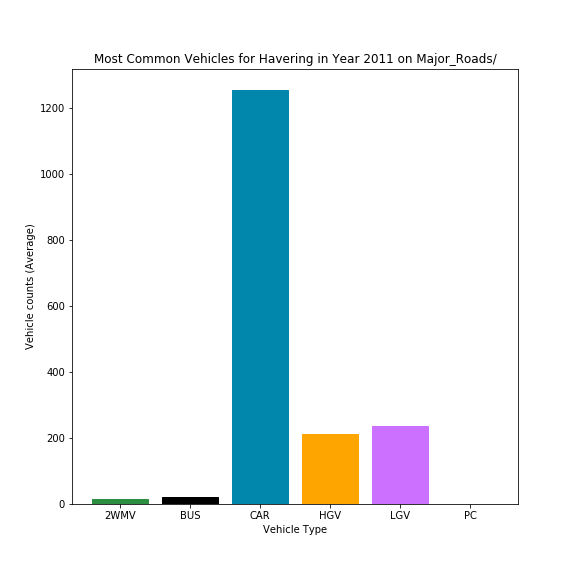 Most Common Vehicles for Havering in Year 2011 on Major_Roads/
1200
1000
800
600
400
200
0
Vehicle counts (Average)
2WMV BUS CAR HGV LGV PC
Vehicle Type